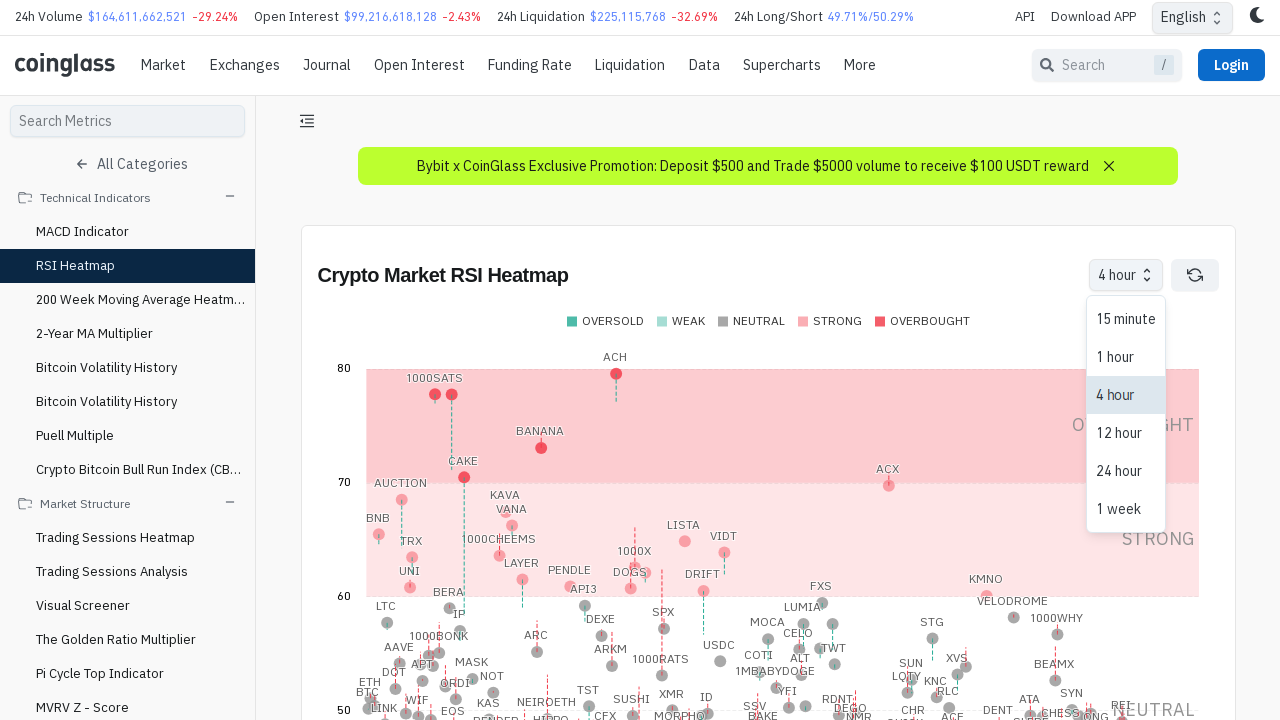 24h Volume $164,611,662,521 -29.24% Open Interest $99,216,618,128 -2.43% 24h Liquidation $225,115,768 -32.69% 24h Long/Short 49.71%/50.29% API Download APP English
coinglass Market Exchanges Journal Open Interest Funding Rate Liquidation Data Supercharts More Search / Login
Search Metrics
All Categories
Technical Indicators
MACD Indicator
RSI Heatmap
200 Week Moving Average Heatm...
2-Year MA Multiplier
Bitcoin Volatility History
Bitcoin Volatility History
Puell Multiple
Crypto Bitcoin Bull Run Index (CB...
Market Structure
Trading Sessions Heatmap
Trading Sessions Analysis
Visual Screener
The Golden Ratio Multiplier
Pi Cycle Top Indicator
MVRV Z - Score
Bybit x CoinGlass Exclusive Promotion: Deposit $500 and Trade $5000 volume to receive $100 USDT reward
Crypto Market RSI Heatmap
4 hour
15 minute
1 hour
4 hour
12 hour
24 hour
1 week
OVERSOLD WEAK NEUTRAL STRONG OVERBOUGHT
80
ACH
1000SATS
BANANA
CAKE
ACX
70
AUCTION
KAVA
VANA
BNB
LISTA
TRX
1000CHEEMS
VIDT
1000X
STRONG
UNI
LAYER
PENDLE
DOGS
DRIFT
KMNO
API3
FXS
60
BERA
VELODROME
LTC
IP
SPX
LUMIA
DEXE
MOCA
STG
1000WHY
1000BONK
ARC
CELO
AAVE
ARKM
USDC
TWT
APT
MASK
1000RATS
COTI
ALT
SUN
XVS
BEAMX
DOT
NOT
1MBABYDOGE
LQTY
KNC
ETH
ORDI
TST
YFI
RLC
SYN
BTC
WIF
KAS
NEIROETH
SUSHI
XMR
ID
RDNT
ATA
LINK
EOS
SSV
DEGO
CHR
DENT
REI
50
CFX
NEUTRAL